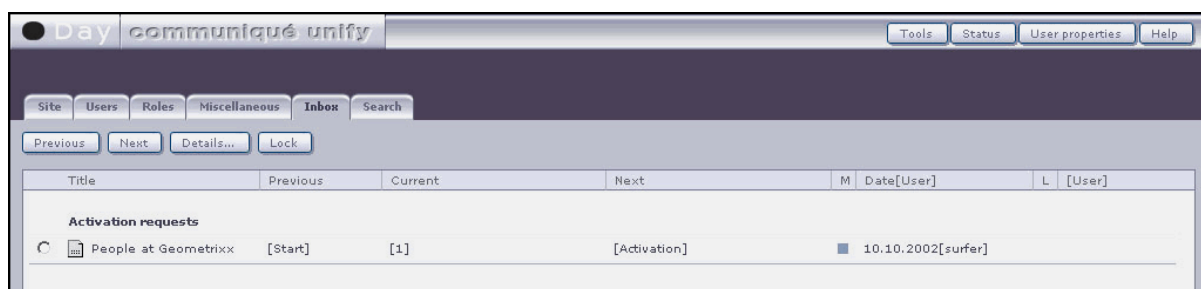 Day communiqué unify
Tools Status User properties Help
Site Users Roles Miscellaneous Inbox Search
Previous Next Details... Lock
Title Previous Current Next M Date[User] L [User]
Activation requests
People at Geometrixx [Start] [1] [Activation] 10.10.2002[surfer]